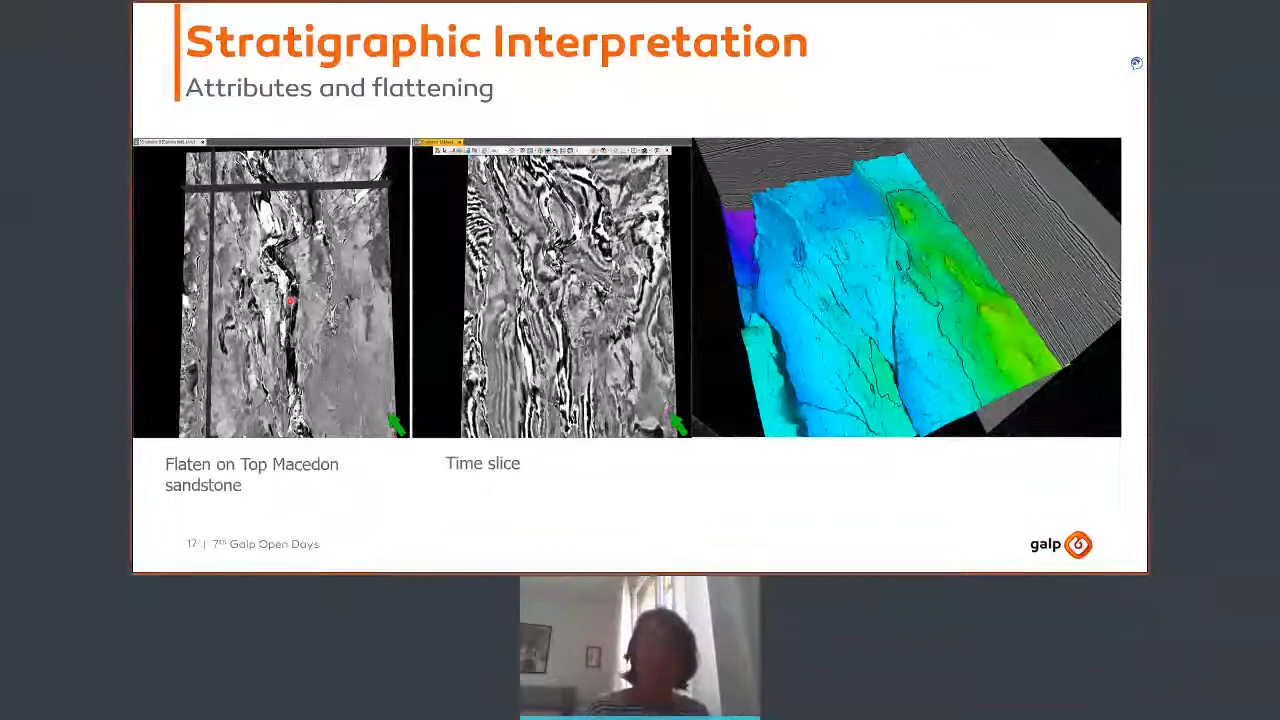 Stratigraphic Interpretation
Attributes and flattening
Flaten on Top Macedon
sandstone
Time slice
17 | 7th Galp Open Days
galp